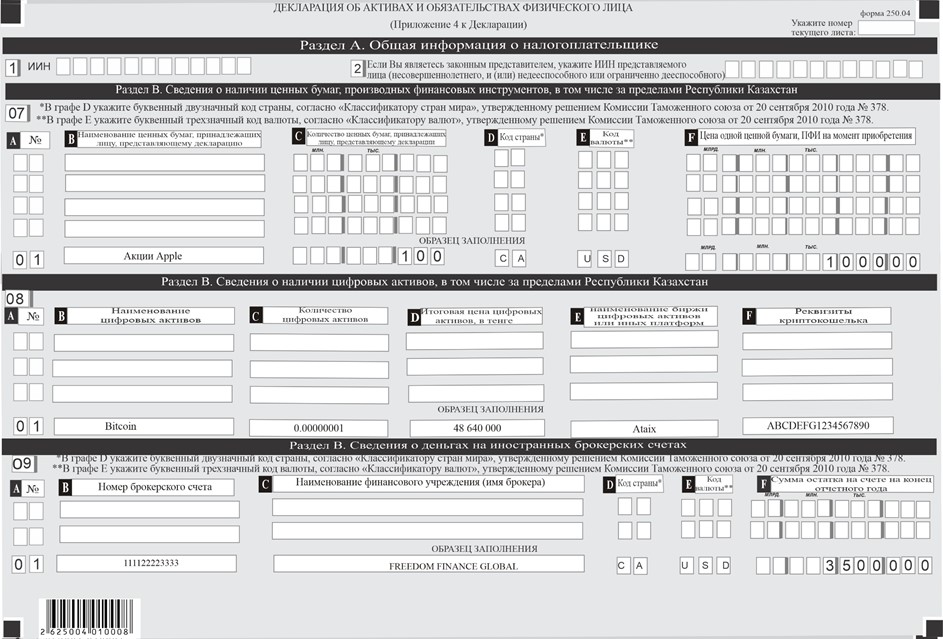 ДЕКЛАРАЦИЯ ОБ АКТИВАХ И ОБЯЗАТЕЛЬСТВАХ ФИЗИЧЕСКОГО ЛИЦА
форма 250.04
(Приложение 4 к Декларации)
Укажите номер
текущего листа:
Раздел А. Общая информация о налогоплательщике
1 ИИН
2 Если Вы являетесь законным представителем, укажите ИИН представляемого
лица (несовершеннолетнего, и (или) недееспособного или ограниченно дееспособного)
Раздел В. Сведения о наличии ценных бумаг, производных финансовых инструментов, в том числе за пределами Республики Казахстан
07 *В графе D укажите буквенный двузначный код страны, согласно «Классификатору стран мира», утвержденному решением Комиссии Таможенного союза от 20 сентября 2010 года № 378.
**В графе Е укажите буквенный трехзначный код валюты, согласно «Классификатору валют», утвержденному решением Комиссии Таможенного союза от 20 сентября 2010 года № 378.
A № B Наименование ценных бумаг, принадлежащих лицу, представляющему декларацию C Количество ценных бумаг, принадлежащих лицу, представляющему декларации D Код страны* E Код валюты** F Цена одной ценной бумаги, ПФИ на момент приобретения
МЛН. ТЫС. МЛРД. МЛН. ТЫС.
ОБРАЗЕЦ ЗАПОЛНЕНИЯ
МЛРД. МЛН. ТЫС.
01 Акции Apple 100 CA USD 100000
Раздел В. Сведения о наличии цифровых активов, в том числе за пределами Республики Казахстан
08
A № B Наименование цифровых активов C Количество цифровых активов D Итоговая цена цифровых активов, в тенге E наименование биржи цифровых активов или иных платформ F Реквизиты криптокошелька
ОБРАЗЕЦ ЗАПОЛНЕНИЯ
01 Bitcoin 0.00000001 48 640 000 Ataix ABCDEFG1234567890
Раздел В. Сведения о деньгах на иностранных брокерских счетах
09 *В графе D укажите буквенный двузначный код страны, согласно «Классификатору стран мира», утвержденному решением Комиссии Таможенного союза от 20 сентября 2010 года № 378.
**В графе Е укажите буквенный трехзначный код валюты, согласно «Классификатору валют», утвержденному решением Комиссии Таможенного союза от 20 сентября 2010 года № 378.
A № B Номер брокерского счета C Наименование финансового учреждения (имя брокера) D Код страны* E Код валюты** F Сумма остатка на счете на конец отчетного года
МЛРД. МЛН. ТЫС.
ОБРАЗЕЦ ЗАПОЛНЕНИЯ
01 111122223333 FREEDOM FINANCE GLOBAL CA USD 3500000
2625004010008